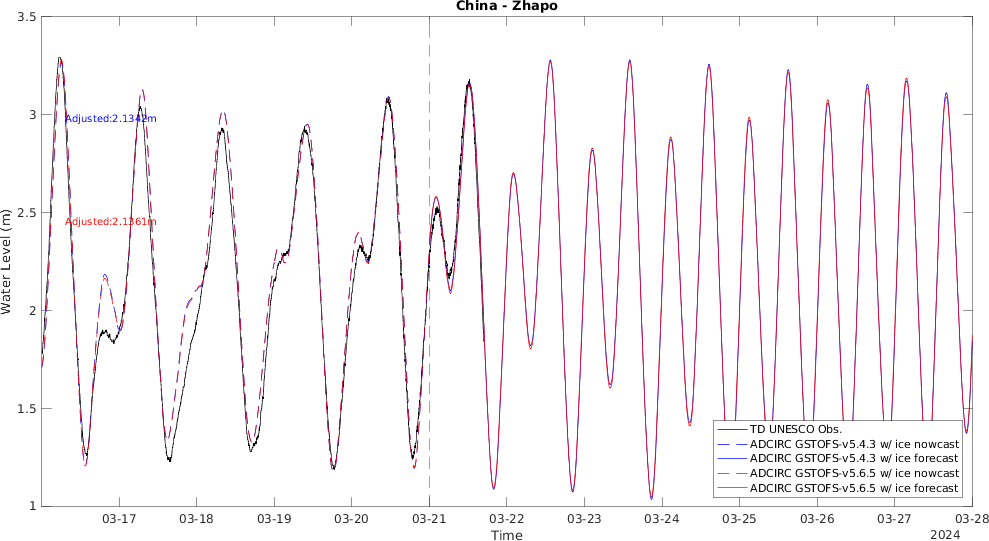 China - Zhapo
3.5
3
2.5
2
1.5
1
Water Level (m)
Adjusted:2.1342m
Adjusted:2.1361m
TD UNESCO Obs.
ADCIRC GSTOFS-v5.4.3 w/ ice nowcast
ADCIRC GSTOFS-v5.4.3 w/ ice forecast
ADCIRC GSTOFS-v5.6.5 w/ ice nowcast
ADCIRC GSTOFS-v5.6.5 w/ ice forecast
03-17 03-18 03-19 03-20 03-21 03-22 03-23 03-24 03-25 03-26 03-27 03-28
2024
Time